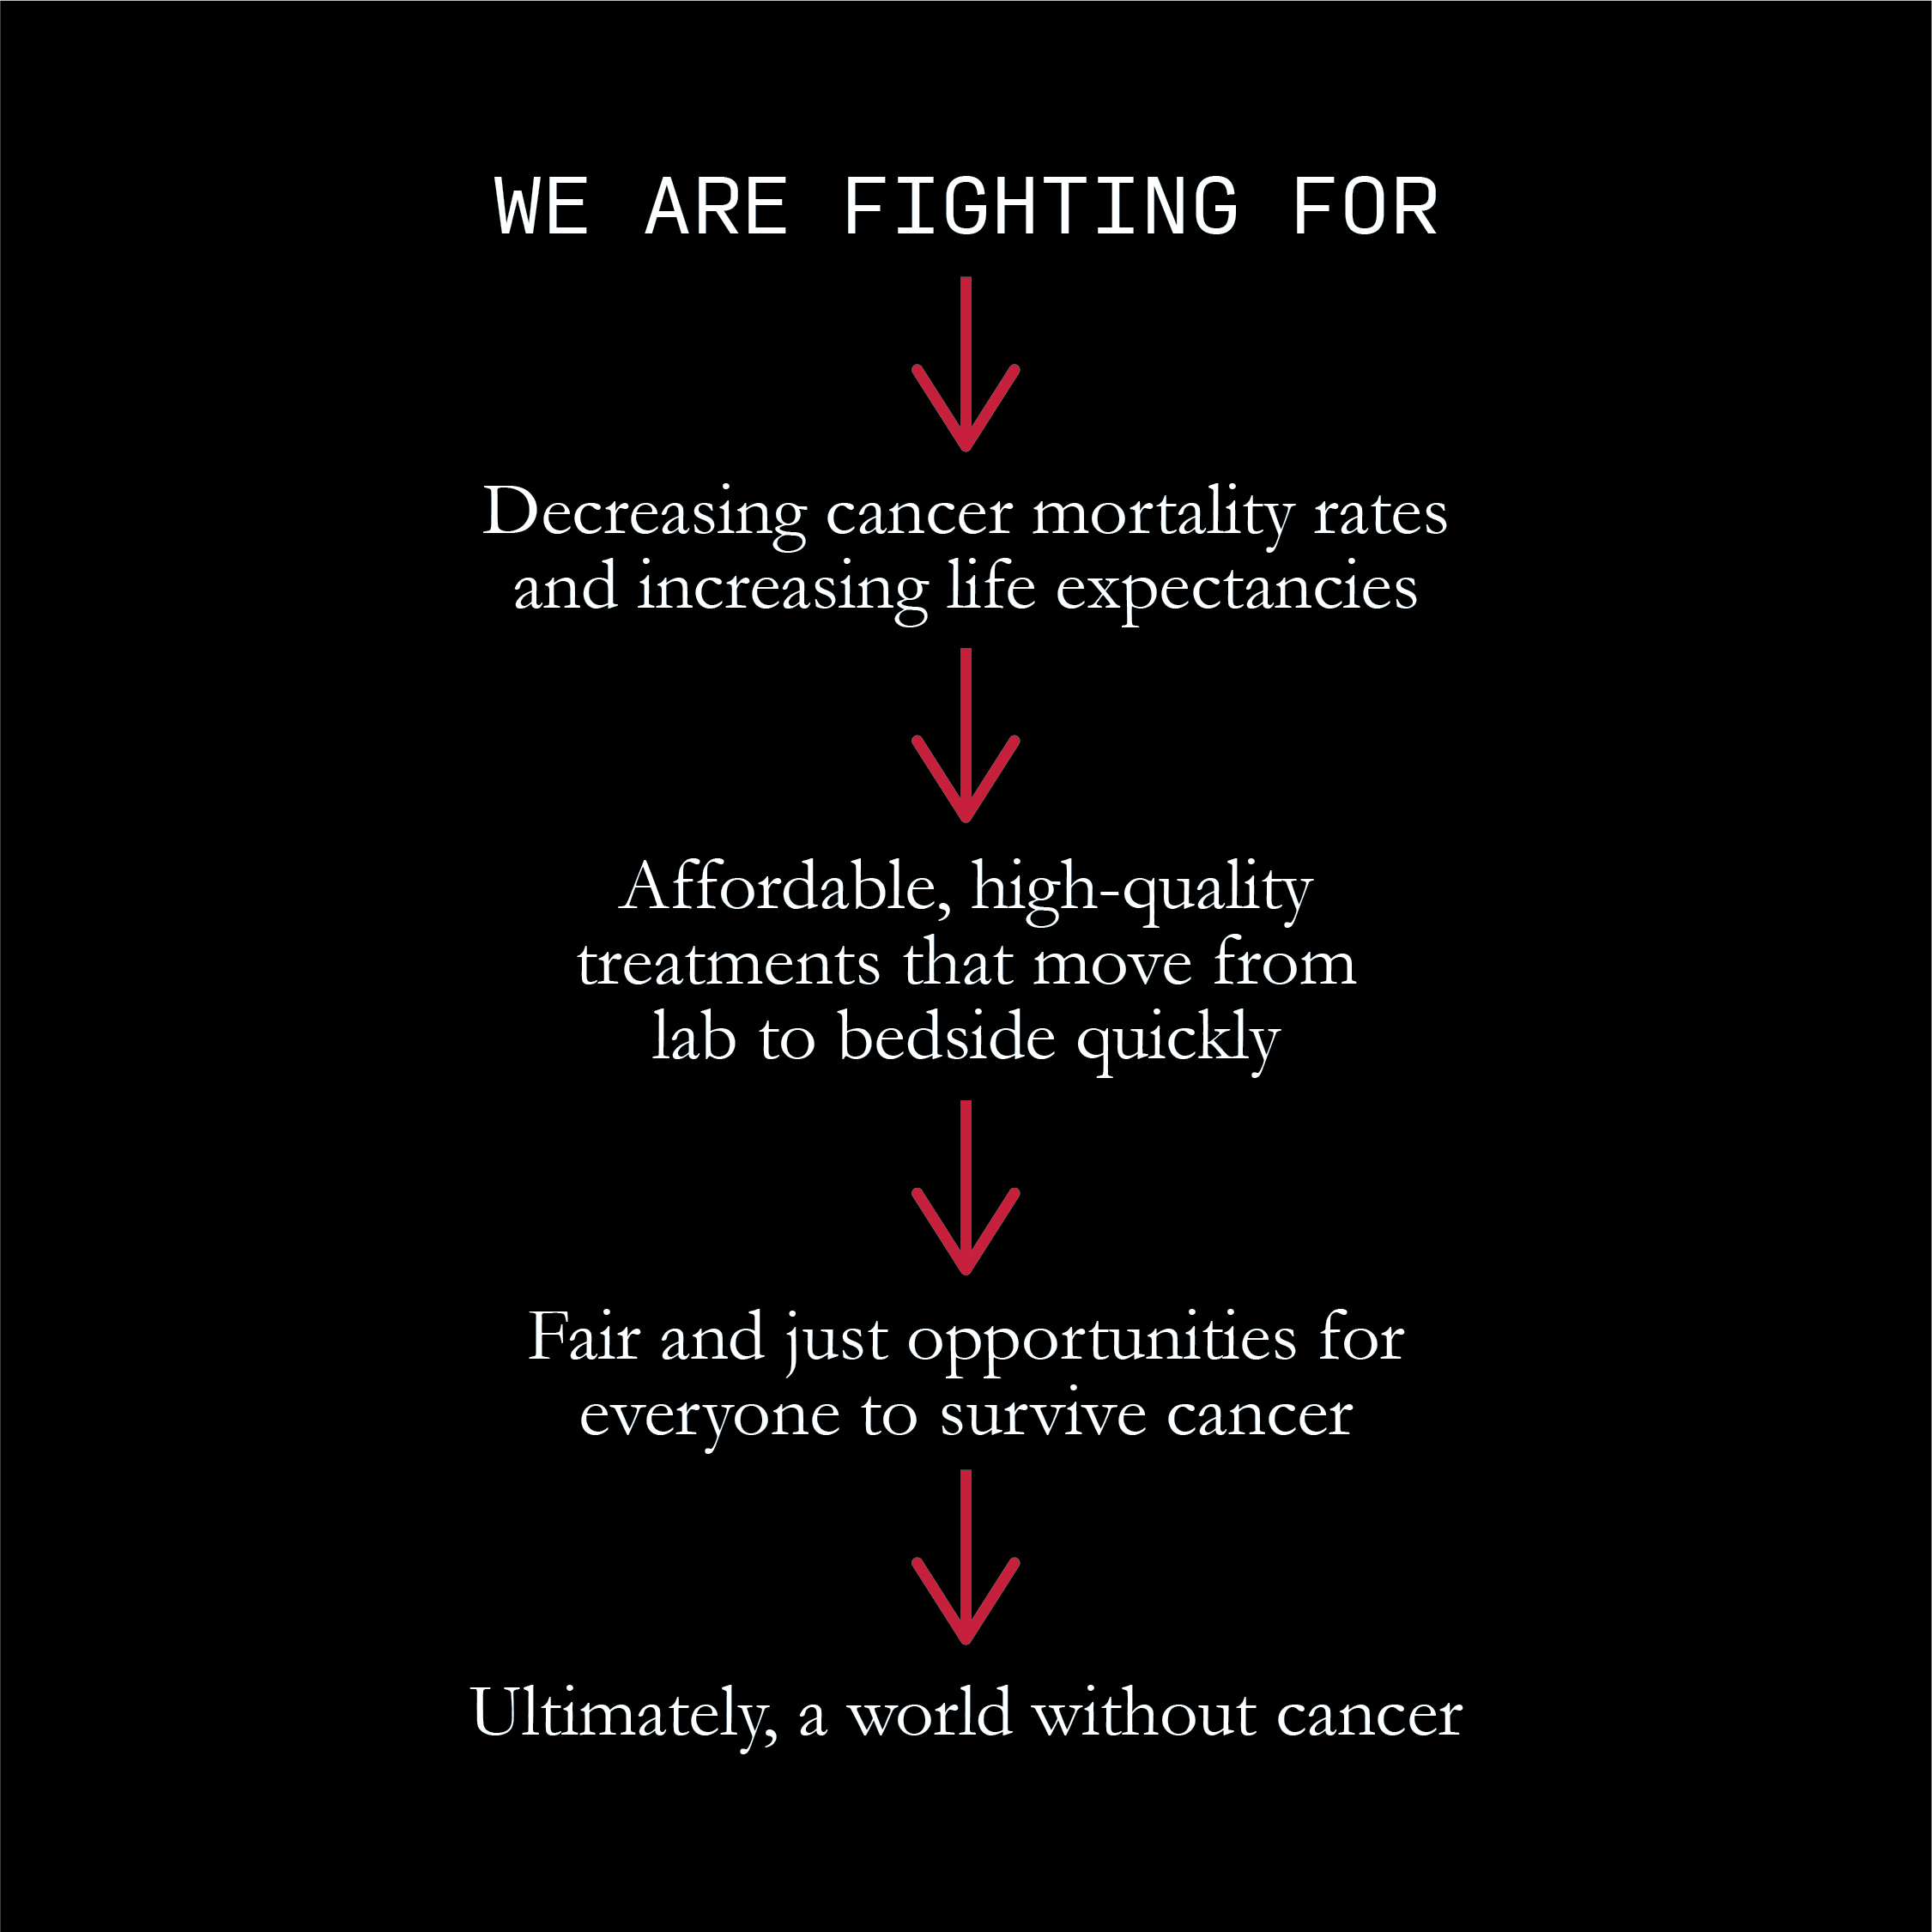 WE ARE FIGHTING FOR
Decreasing cancer mortality rates
and increasing life expectancies
Affordable, high-quality
treatments that move from
lab to bedside quickly
Fair and just opportunities for
everyone to survive cancer
Ultimately, a world without cancer